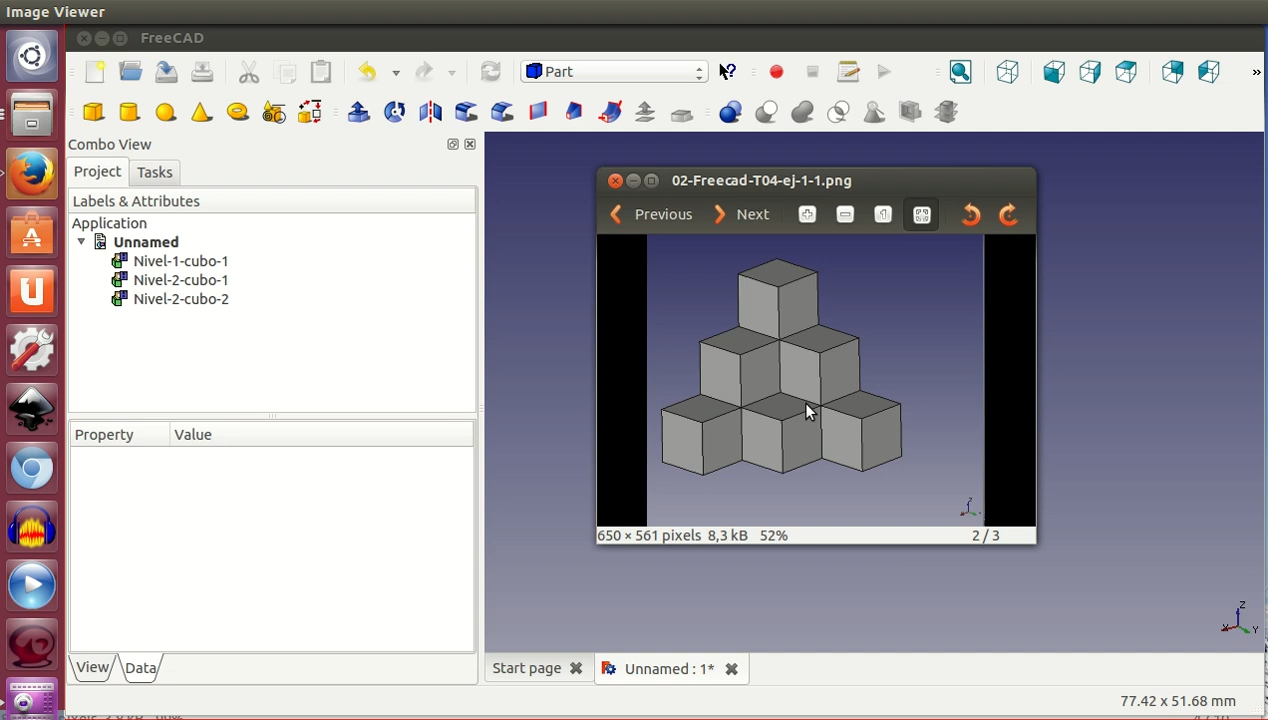 Image Viewer
FreeCAD
Part
»
Combo View
Project
Tasks
Labels & Attributes
Application
Unnamed
Nivel-1-cubo-1
Nivel-2-cubo-1
Nivel-2-cubo-2
Property
Value
View
Data
02-Freecad-T04-ej-1-1.png
Previous
Next
650 × 561 pixels 8,3 kB 52%
2 / 3
Z
X
Y
Start page
Unnamed : 1*
77.42 x 51.68 mm